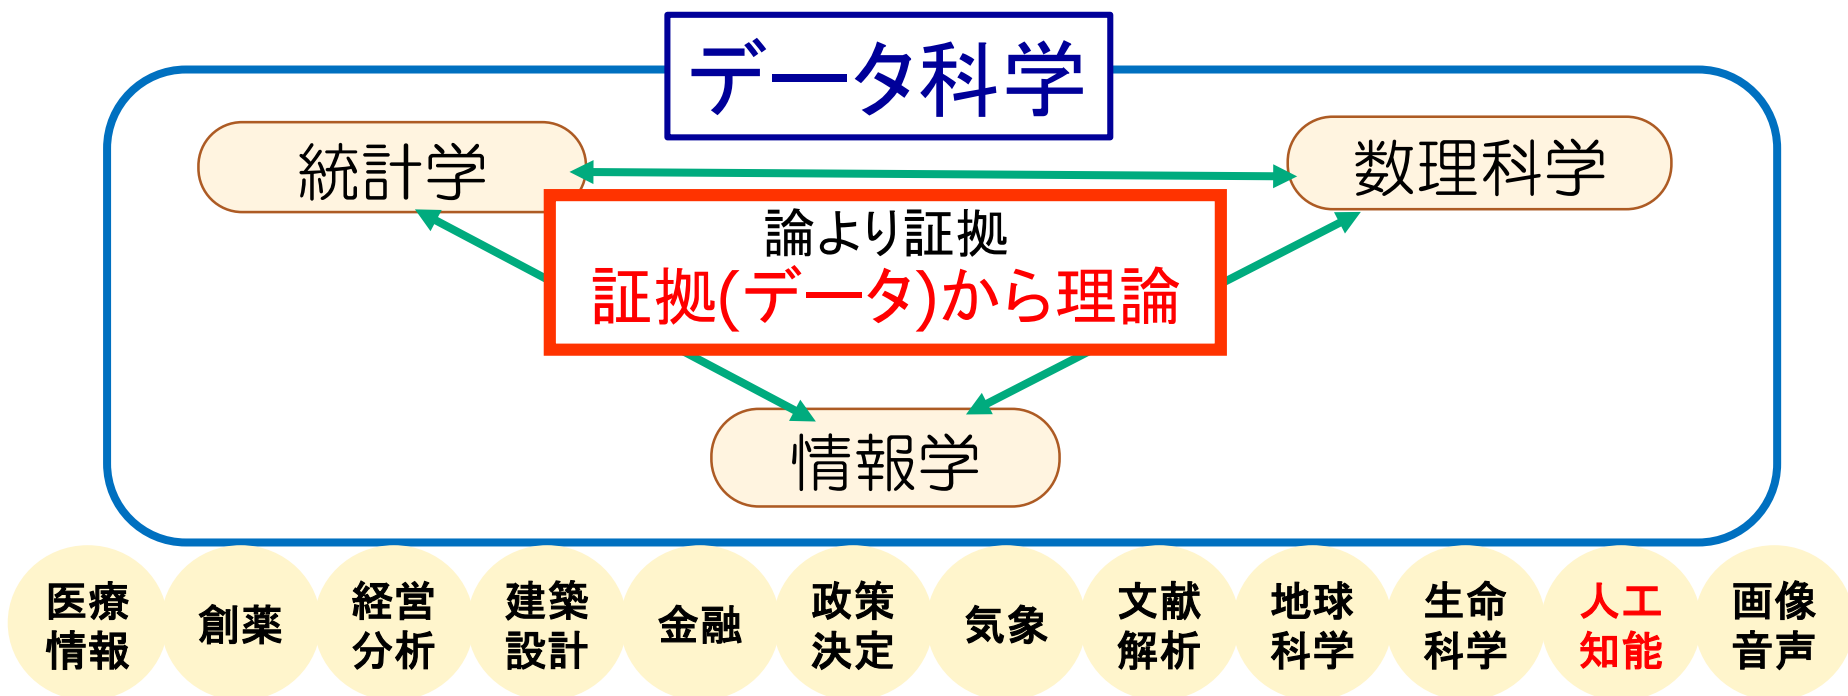 データ科学
統計学
数理科学
論より証拠
証拠(データ)から理論
情報学
医療
情報
創薬
経営
分析
建築
設計
金融
政策
決定
気象
文献
解析
地球
科学
生命
科学
人工
知能
画像
音声